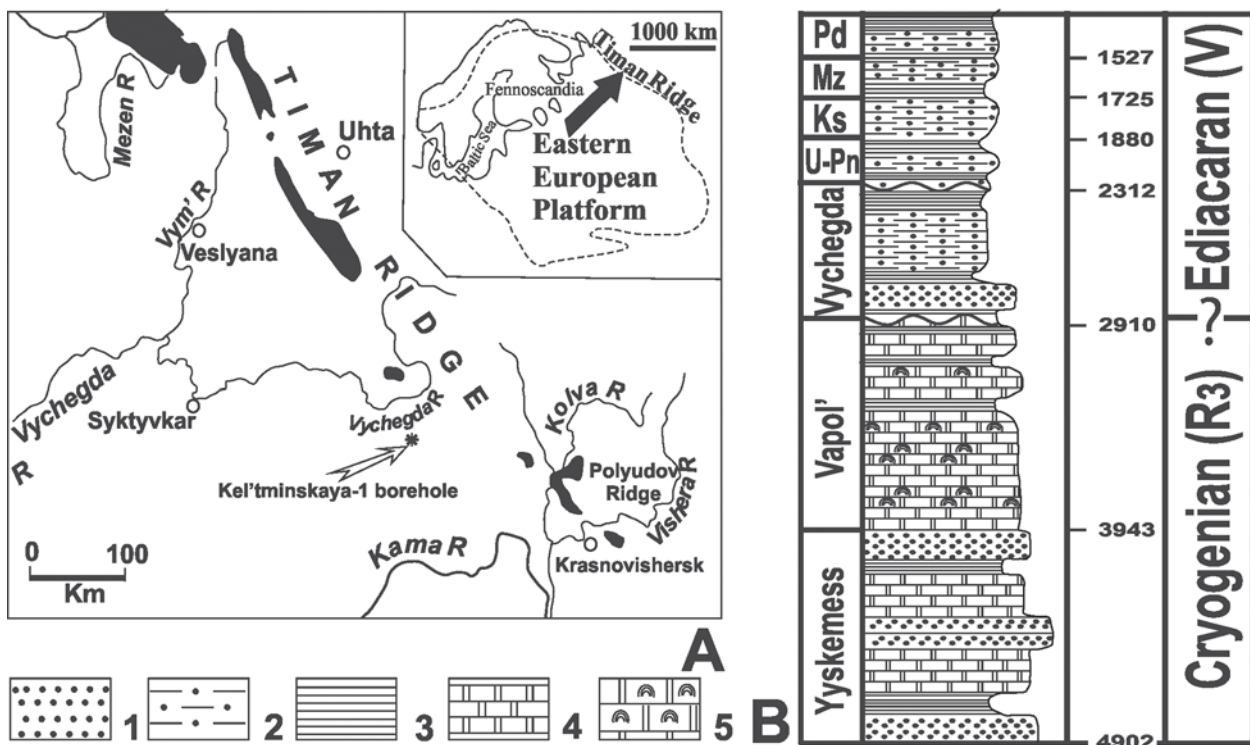 Mezen R
TIMAN RIDGE
Uhta
Vym' R
Veslyana
Vychegda
R
Syktyvkar
Vychegda R
Kel'tminskaya-1 borehole
Kolva R
Polyudov
Ridge
Vishera R
Krasnovishersk
Kama R
0 100
Km
1000 km
Timan Ridge
Fennoscandia
Baltic Sea
Eastern
European
Platform
A
1 2 3 4 5
B
Pd
Mz
Ks
U-Pn
Vychegda
Vapol'
Yyskemess
1527
1725
1880
2312
2910
3943
4902
Ediacaran (V)
?
Cryogenian (R3)